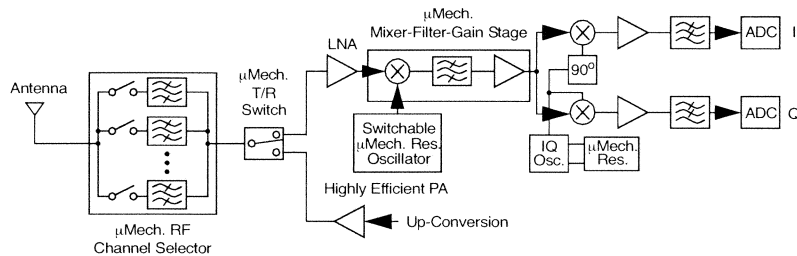 Antenna
μMech. RF
Channel Selector
μMech.
T/R
Switch
LNA
μMech.
Mixer-Filter-Gain Stage
Switchable
μMech. Res.
Oscillator
Highly Efficient PA
Up-Conversion
90°
IQ
Osc.
μMech.
Res.
ADC
I
ADC
Q